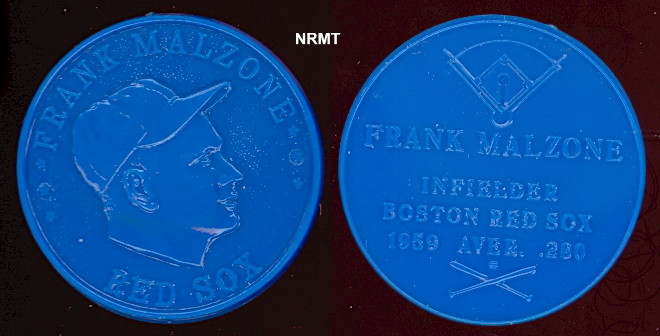 NRMT
FRANK MALZONE
RED SOX
FRANK MALZONE
INFIELDER
BOSTON RED SOX
1959 AVER. .280